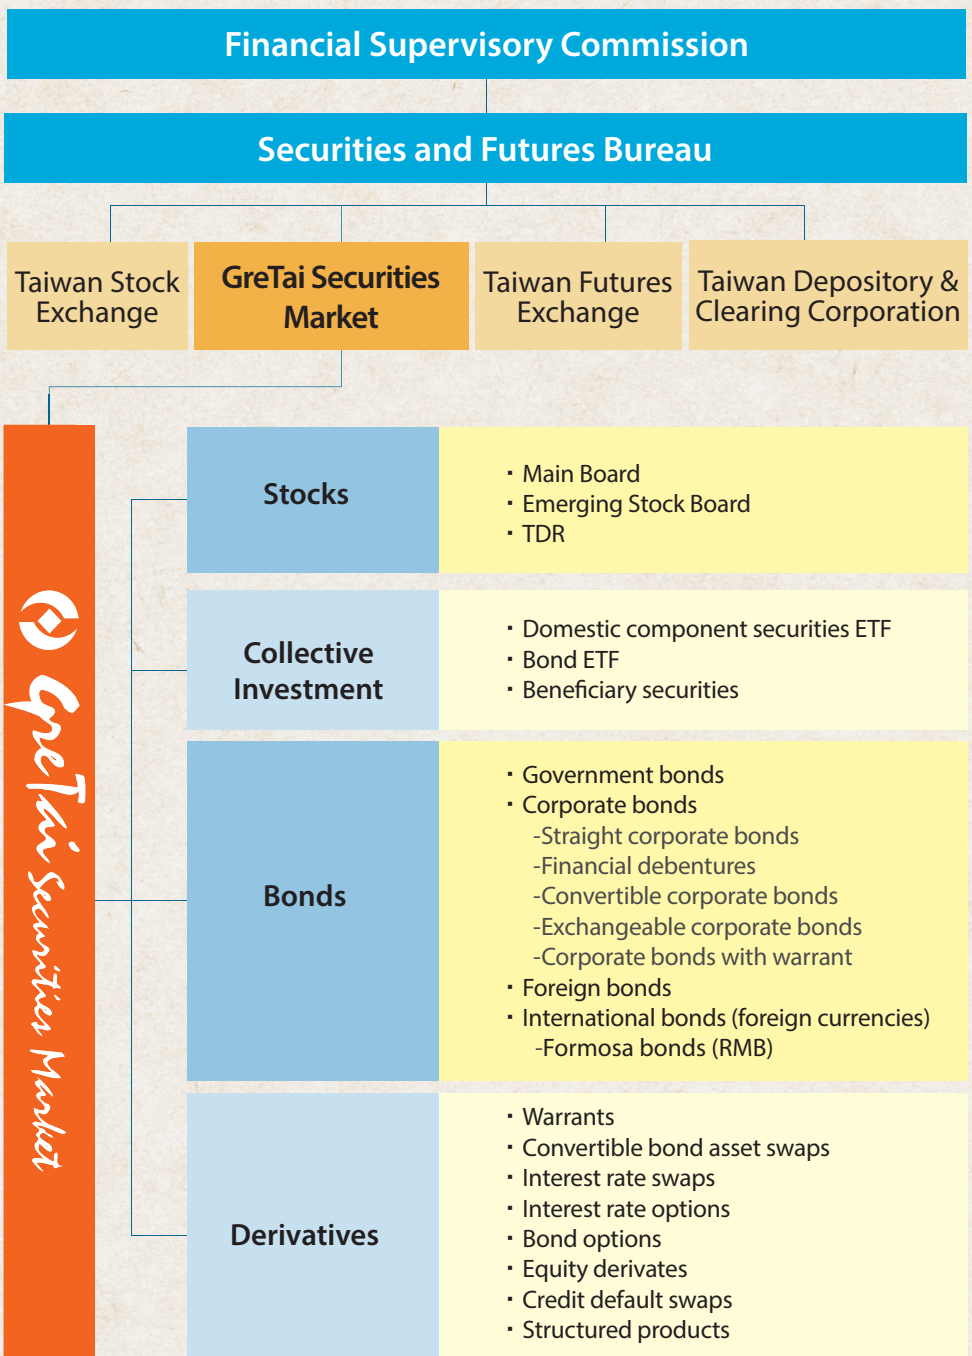 Financial Supervisory Commission
Securities and Futures Bureau
Taiwan Stock
Exchange
GreTai Securities
Market
Taiwan Futures
Exchange
Taiwan Depository &
Clearing Corporation
GreTai Securities Market
Stocks
· Main Board
· Emerging Stock Board
· TDR
Collective
Investment
· Domestic component securities ETF
· Bond ETF
· Beneficiary securities
Bonds
· Government bonds
· Corporate bonds
-Straight corporate bonds
-Financial debentures
-Convertible corporate bonds
-Exchangeable corporate bonds
-Corporate bonds with warrant
· Foreign bonds
· International bonds (foreign currencies)
-Formosa bonds (RMB)
Derivatives
· Warrants
· Convertible bond asset swaps
· Interest rate swaps
· Interest rate options
· Bond options
· Equity derivates
· Credit default swaps
· Structured products